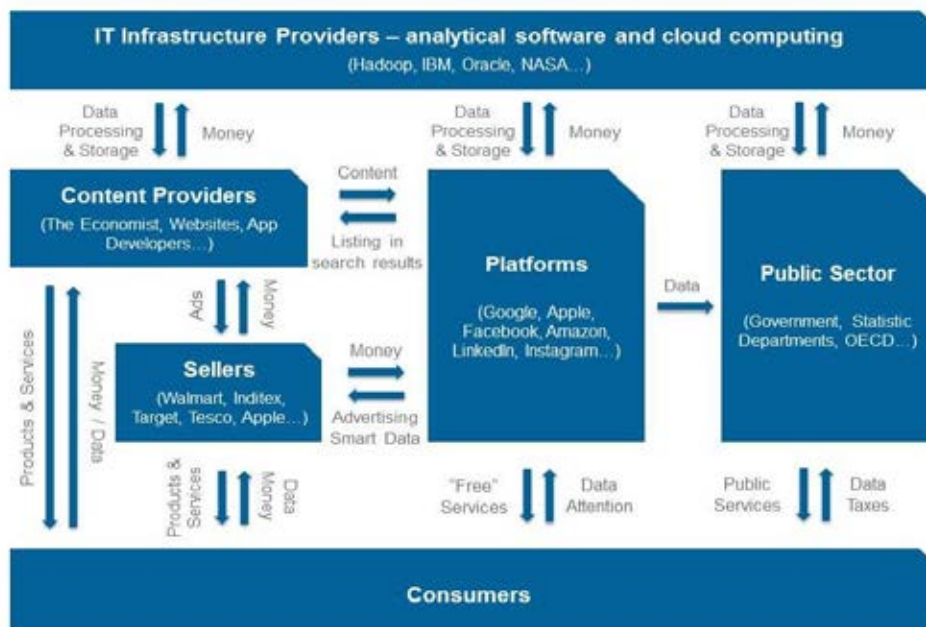 IT Infrastructure Providers – analytical software and cloud computing
(Hadoop, IBM, Oracle, NASA…)
Data
Processing
& Storage
Money
Data
Processing
& Storage
Money
Data
Processing
& Storage
Money
Content Providers
(The Economist, Websites, App
Developers…)
Content
Listing in
search results
Platforms
(Google, Apple,
Facebook, Amazon,
LinkedIn, Instagram…)
Data
Public Sector
(Government, Statistic
Departments, OECD…)
Ads
Money
Products & Services
Money / Data
Sellers
(Walmart, Inditex,
Target, Tesco, Apple…)
Money
Advertising
Smart Data
Products &
Services
Data
Money
"Free"
Services
Data
Attention
Public
Services
Data
Taxes
Consumers